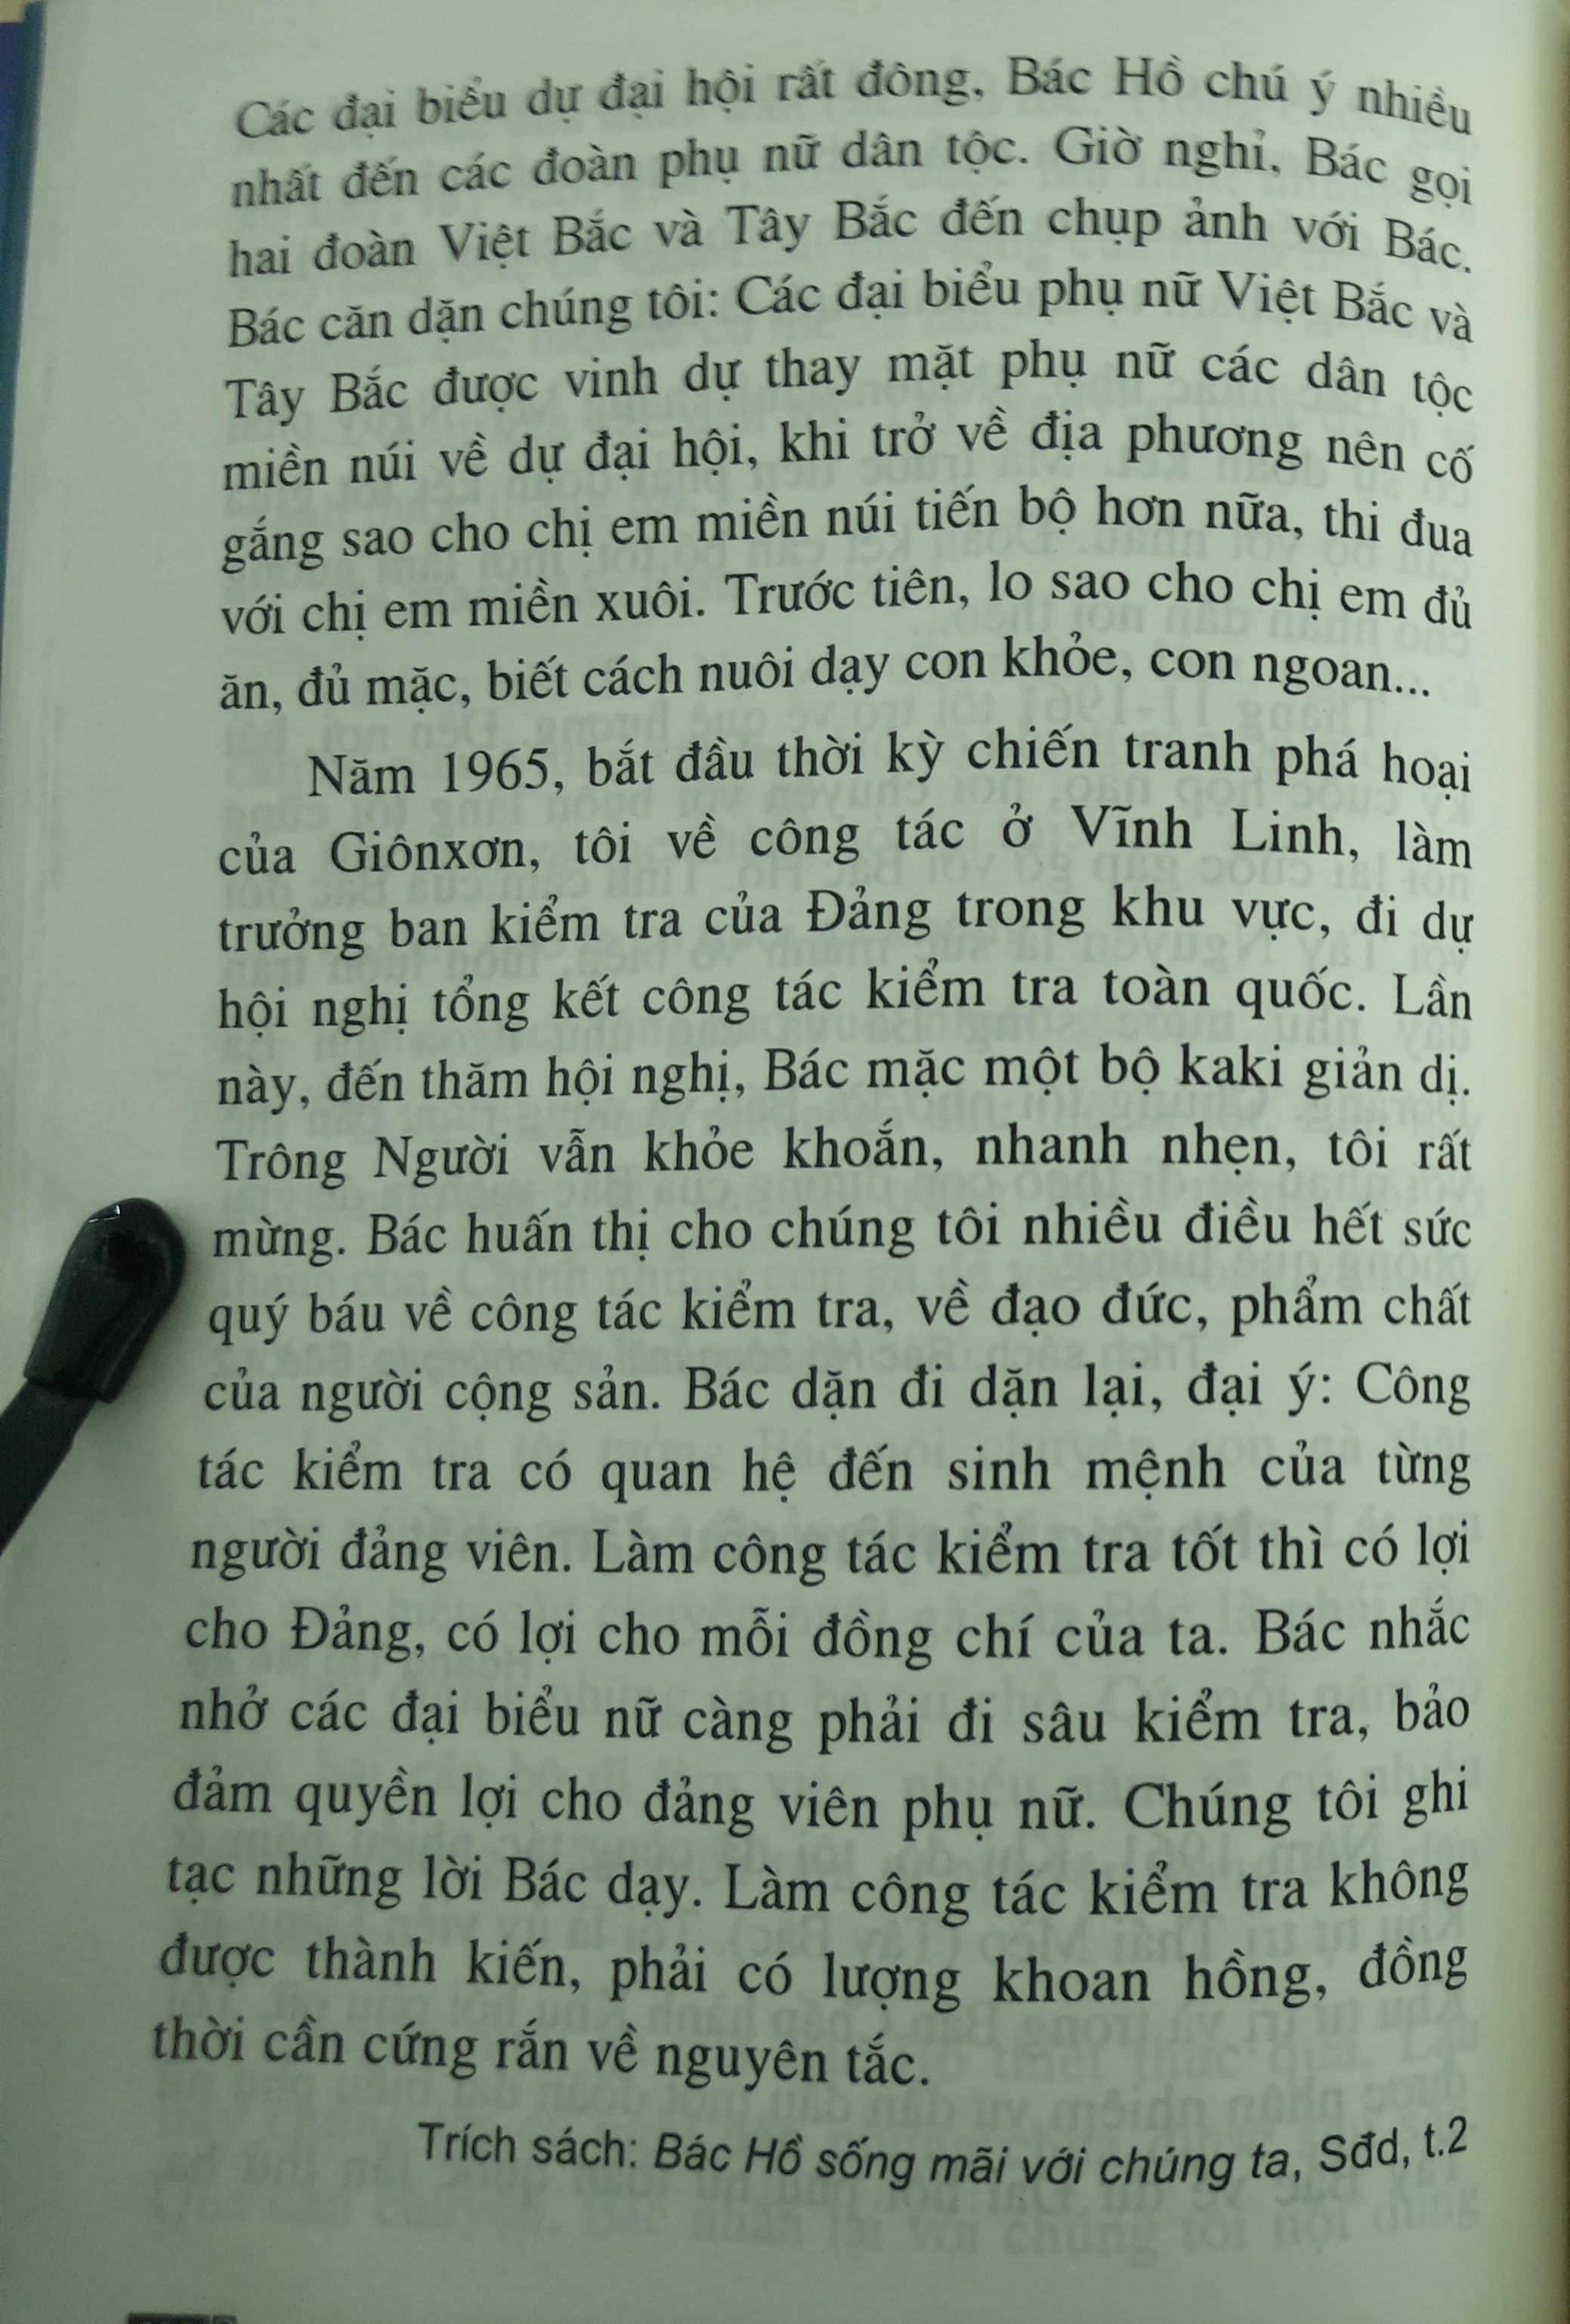 Các đại biểu dự đại hội rất đông, Bác Hồ chú ý nhiều
nhất đến các đoàn phụ nữ dân tộc. Giờ nghỉ, Bác gọi
hai đoàn Việt Bắc và Tây Bắc đến chụp ảnh với Bác.
Bác căn dặn chúng tôi: Các đại biểu phụ nữ Việt Bắc và
Tây Bắc được vinh dự thay mặt phụ nữ các dân tộc
miền núi về dự đại hội, khi trở về địa phương nên cố
gắng sao cho chị em miền núi tiến bộ hơn nữa, thi đua
với chị em miền xuôi. Trước tiên, lo sao cho chị em đủ
ăn, đủ mặc, biết cách nuôi dạy con khỏe, con ngoan...
Năm 1965, bắt đầu thời kỳ chiến tranh phá hoại
của Giônxơn, tôi về công tác ở Vĩnh Linh, làm
trưởng ban kiểm tra của Đảng trong khu vực, đi dự
hội nghị tổng kết công tác kiểm tra toàn quốc. Lần
này, đến thăm hội nghị, Bác mặc một bộ kaki giản dị.
Trông Người vẫn khỏe khoắn, nhanh nhẹn, tôi rất
mừng. Bác huấn thị cho chúng tôi nhiều điều hết sức
quý báu về công tác kiểm tra, về đạo đức, phẩm chất
của người cộng sản. Bác dặn đi dặn lại, đại ý: Công
tác kiểm tra có quan hệ đến sinh mệnh của từng
người đảng viên. Làm công tác kiểm tra tốt thì có lợi
cho Đảng, có lợi cho mỗi đồng chí của ta. Bác nhắc
nhở các đại biểu nữ càng phải đi sâu kiểm tra, bảo
đảm quyền lợi cho đảng viên phụ nữ. Chúng tôi ghi
tạc những lời Bác dạy. Làm công tác kiểm tra không
được thành kiến, phải có lượng khoan hồng, đồng
thời cần cứng rắn về nguyên tắc.
Trích sách: Bác Hồ sống mãi với chúng ta, Sđd, t.2